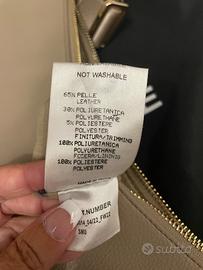 NOT WASHABLE
65% PELLE
LEATHER
30% POLIURETANICA
POLYURETHANE
5% POLIESTERE
POLYESTER
FINITURA/TRIMMING
100% POLIURETANICA
POLYURETHANE
FODERA/LINING
100% POLIESTERE
POLYESTER
NUMBER
subito